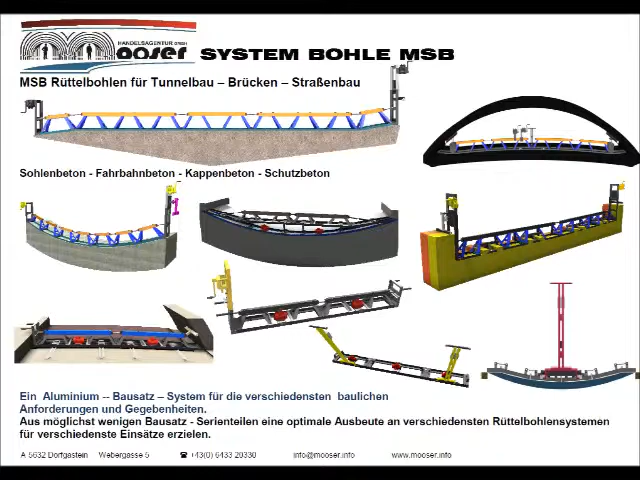 HANDELSAGENTUR GMBH
mooser
SYSTEM BOHLE MSB
MSB Rüttelbohlen für Tunnelbau – Brücken – Straßenbau
Sohlenbeton - Fahrbahnbeton - Kappenbeton - Schutzbeton
Ein Aluminium -- Bausatz – System für die verschiedensten baulichen
Anforderungen und Gegebenheiten.
Aus möglichst wenigen Bausatz - Serienteilen eine optimale Ausbeute an verschiedensten Rüttelbohlensystemen
für verschiedenste Einsätze erzielen.
A 5632 Dorfgastein Webergasse 5 ☎ +43(0) 6433 20330 info@mooser.info www.mooser.info